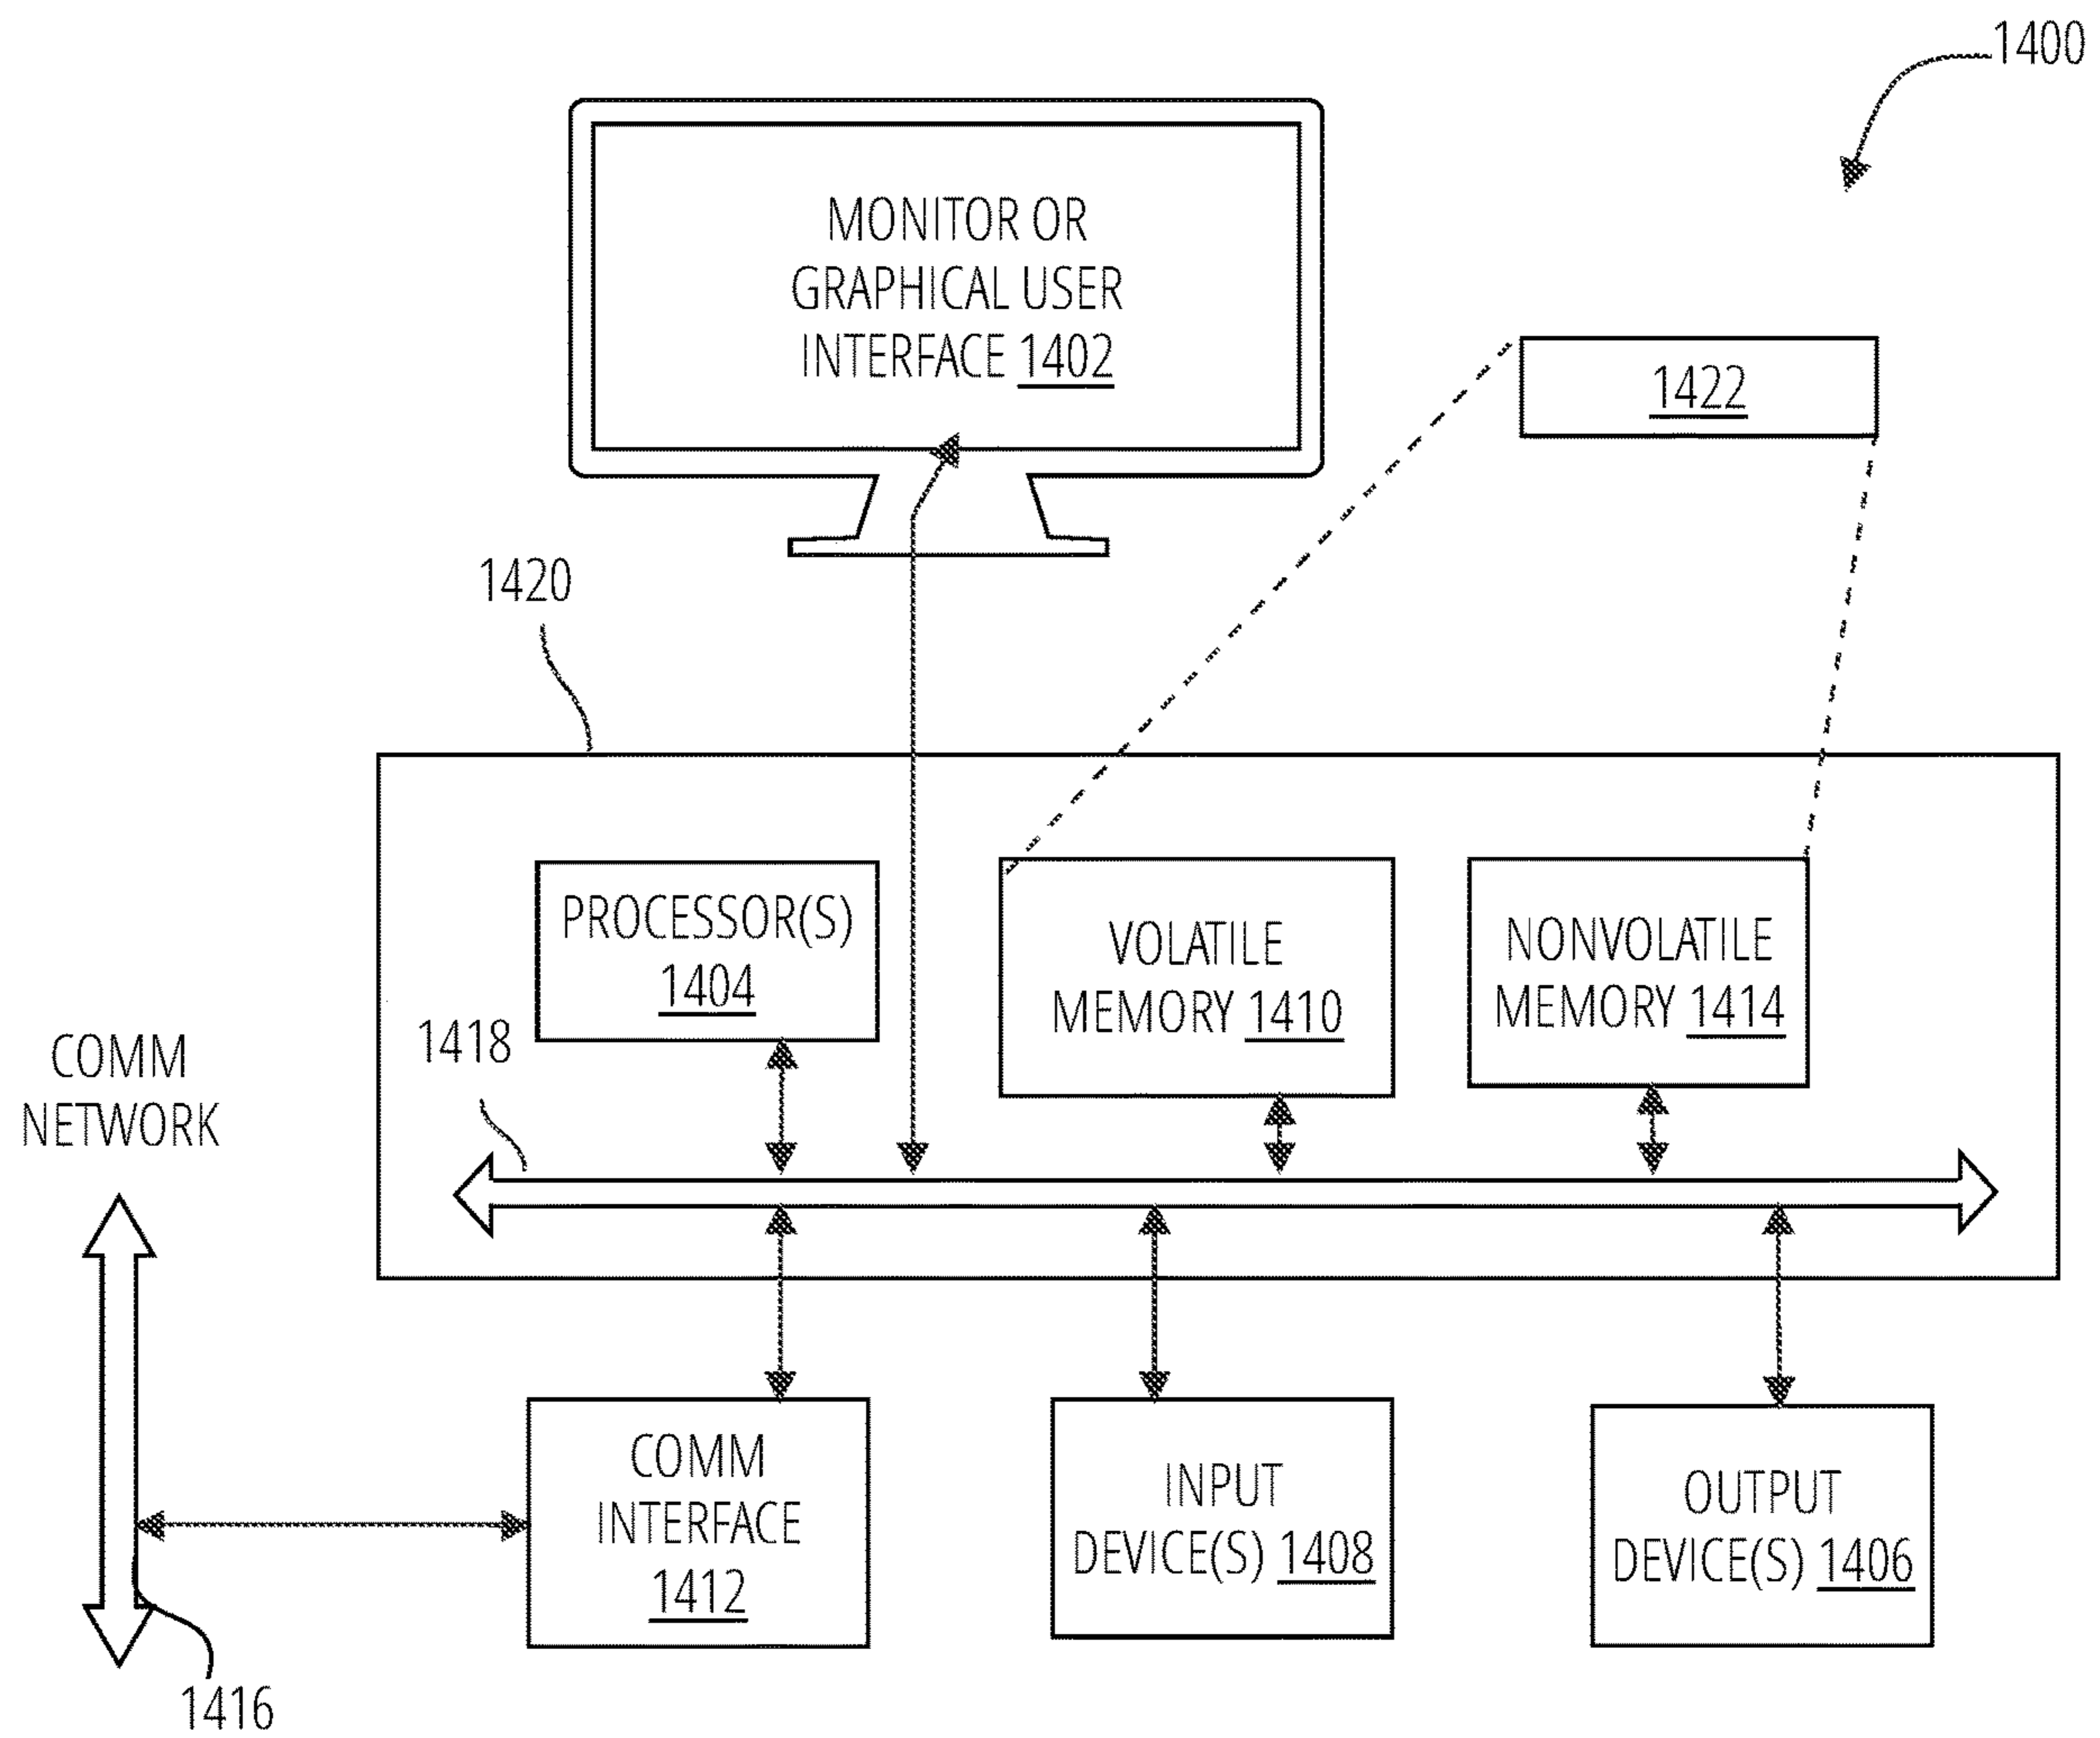 1400
MONITOR OR
GRAPHICAL USER
INTERFACE 1402
1422
1420
PROCESSOR(S)
1404
VOLATILE
MEMORY 1410
NONVOLATILE
MEMORY 1414
1418
COMM
NETWORK
COMM
INTERFACE
1412
INPUT
DEVICE(S) 1408
OUTPUT
DEVICE(S) 1406
1416